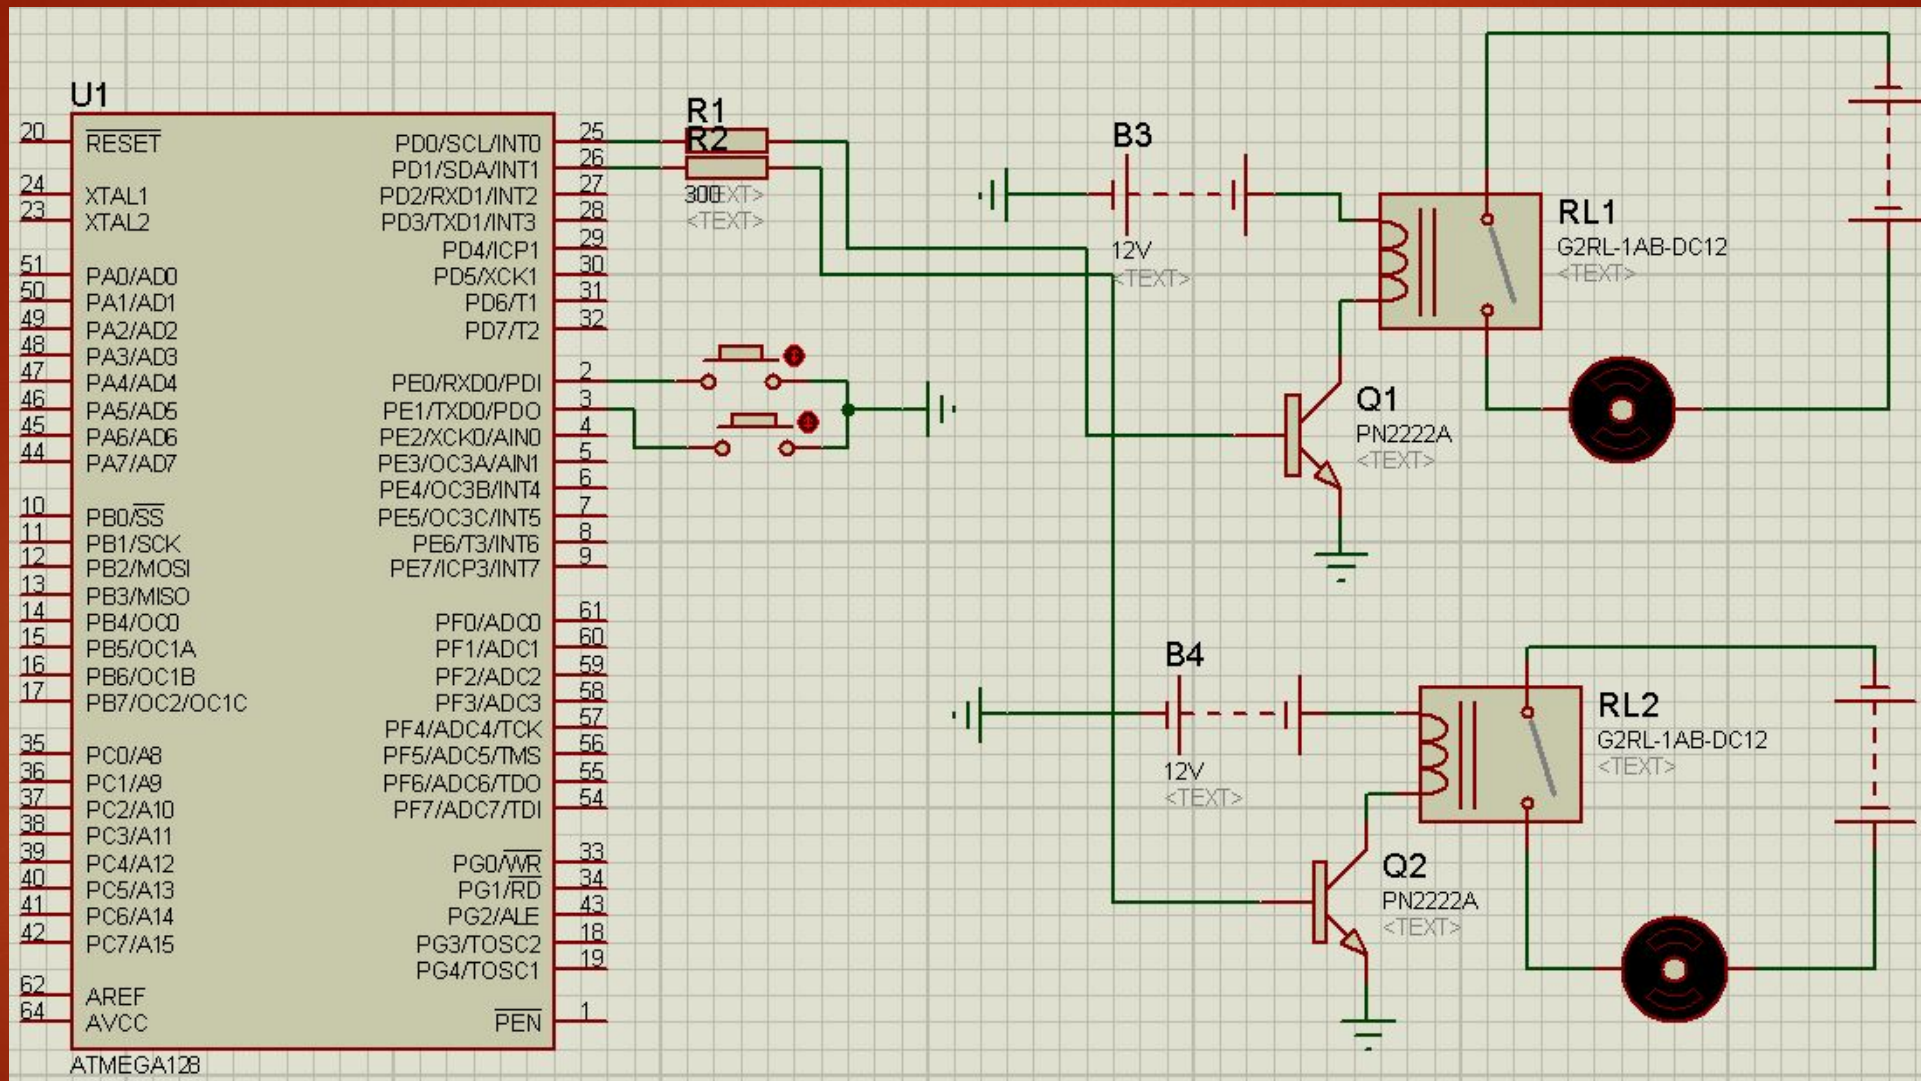 U1
20 RESET
24 XTAL1
23 XTAL2
51 PA0/AD0
50 PA1/AD1
49 PA2/AD2
48 PA3/AD3
47 PA4/AD4
46 PA5/AD5
45 PA6/AD6
44 PA7/AD7
10 PB0/SS
11 PB1/SCK
12 PB2/MOSI
13 PB3/MISO
14 PB4/OC0
15 PB5/OC1A
16 PB6/OC1B
17 PB7/OC2/OC1C
35 PC0/A8
36 PC1/A9
37 PC2/A10
38 PC3/A11
39 PC4/A12
40 PC5/A13
41 PC6/A14
42 PC7/A15
62 AREF
64 AVCC
PD0/SCL/INT0 25
PD1/SDA/INT1 26
PD2/RXD1/INT2 27
PD3/TXD1/INT3 28
PD4/ICP1 29
PD5/XCK1 30
PD6/T1 31
PD7/T2 32
PE0/RXD0/PDI 2
PE1/TXD0/PDO 3
PE2/XCK0/AIN0 4
PE3/OC3A/AIN1 5
PE4/OC3B/INT4 6
PE5/OC3C/INT5 7
PE6/T3/INT6 8
PE7/ICP3/INT7 9
PF0/ADC0 61
PF1/ADC1 60
PF2/ADC2 59
PF3/ADC3 58
PF4/ADC4/TCK 57
PF5/ADC5/TMS 56
PF6/ADC6/TDO 55
PF7/ADC7/TDI 54
PG0/WR 33
PG1/RD 34
PG2/ALE 43
PG3/TOSC2 18
PG4/TOSC1 19
PEN 1
ATMEGA128
R1
R2
300
<TEXT>
B3
12V
<TEXT>
RL1
G2RL-1AB-DC12
<TEXT>
Q1
PN2222A
<TEXT>
B4
12V
<TEXT>
RL2
G2RL-1AB-DC12
<TEXT>
Q2
PN2222A
<TEXT>